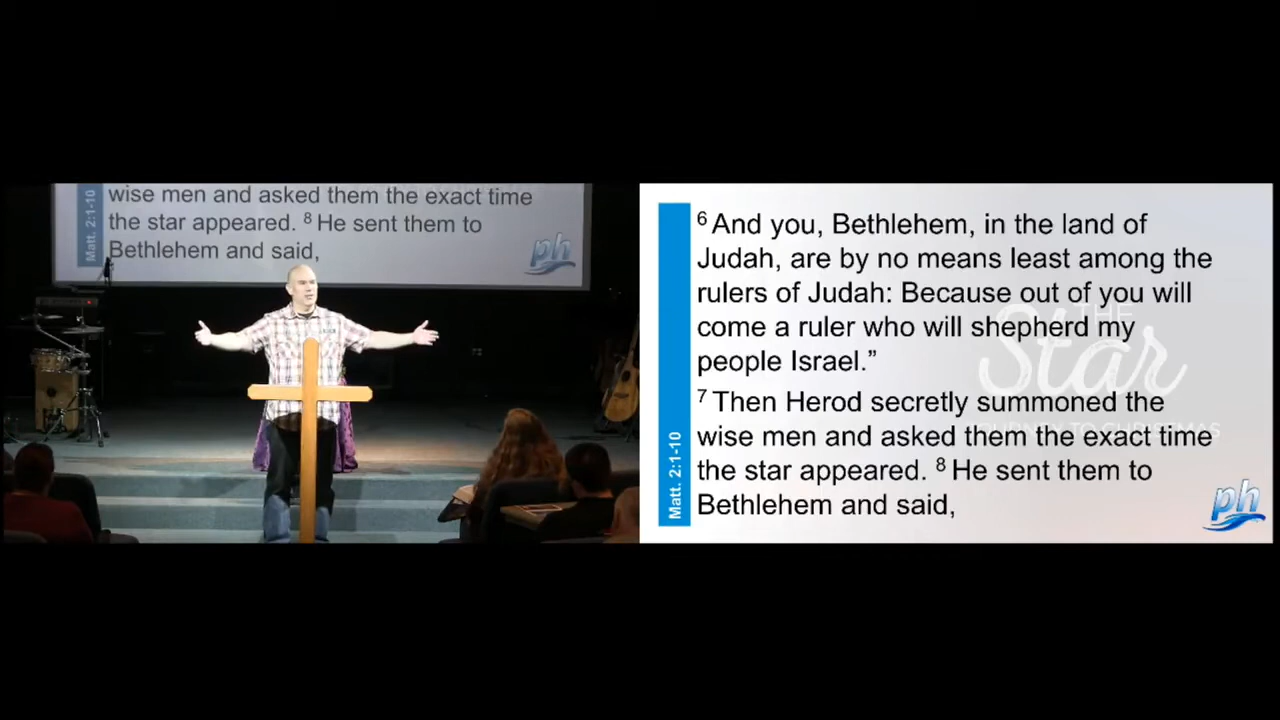 wise men and asked them the exact time
the star appeared. 8 He sent them to
Bethlehem and said,
Matt. 2:1-10
ph
6 And you, Bethlehem, in the land of
Judah, are by no means least among the
rulers of Judah: Because out of you will
come a ruler who will shepherd my
people Israel.”
7 Then Herod secretly summoned the
wise men and asked them the exact time
the star appeared. 8 He sent them to
Bethlehem and said,
Matt. 2:1-10
THE
Star
JOURNEY TO CHRISTMAS
ph